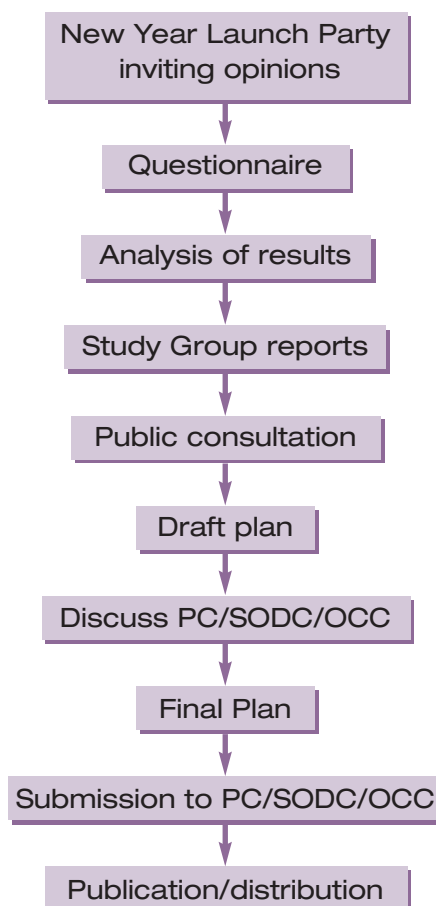 New Year Launch Party
inviting opinions
Questionnaire
Analysis of results
Study Group reports
Public consultation
Draft plan
Discuss PC/SODC/OCC
Final Plan
Submission to PC/SODC/OCC
Publication/distribution